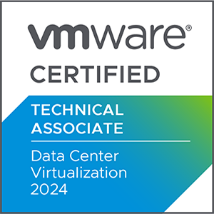 vmware®
CERTIFIED
TECHNICAL
ASSOCIATE
Data Center
Virtualization
2024